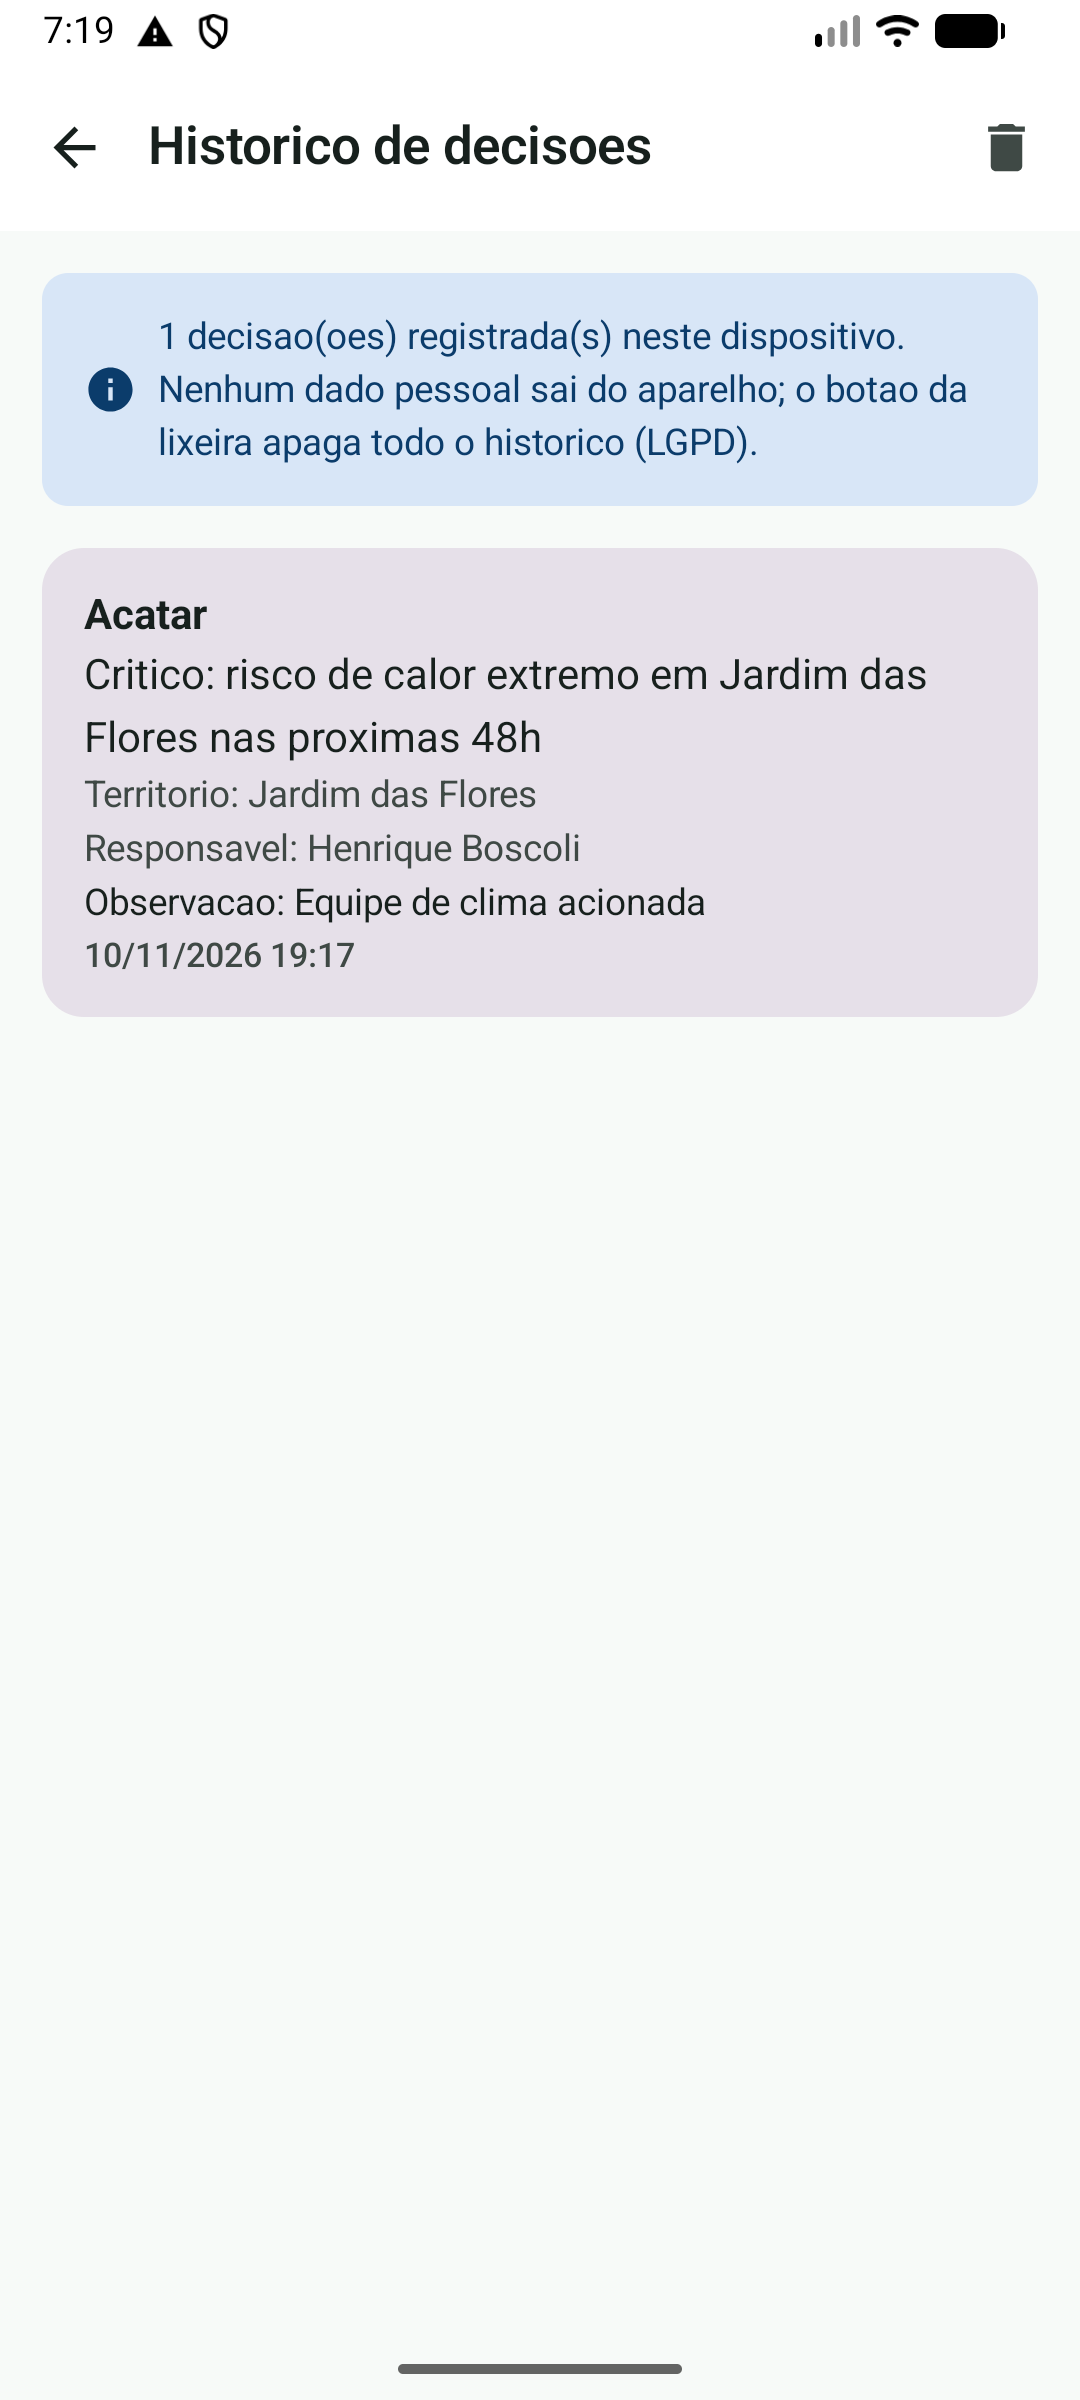 7:19
Historico de decisoes
1 decisao(oes) registrada(s) neste dispositivo.
Nenhum dado pessoal sai do aparelho; o botao da
lixeira apaga todo o historico (LGPD).
Acatar
Critico: risco de calor extremo em Jardim das
Flores nas proximas 48h
Territorio: Jardim das Flores
Responsavel: Henrique Boscoli
Observacao: Equipe de clima acionada
10/11/2026 19:17